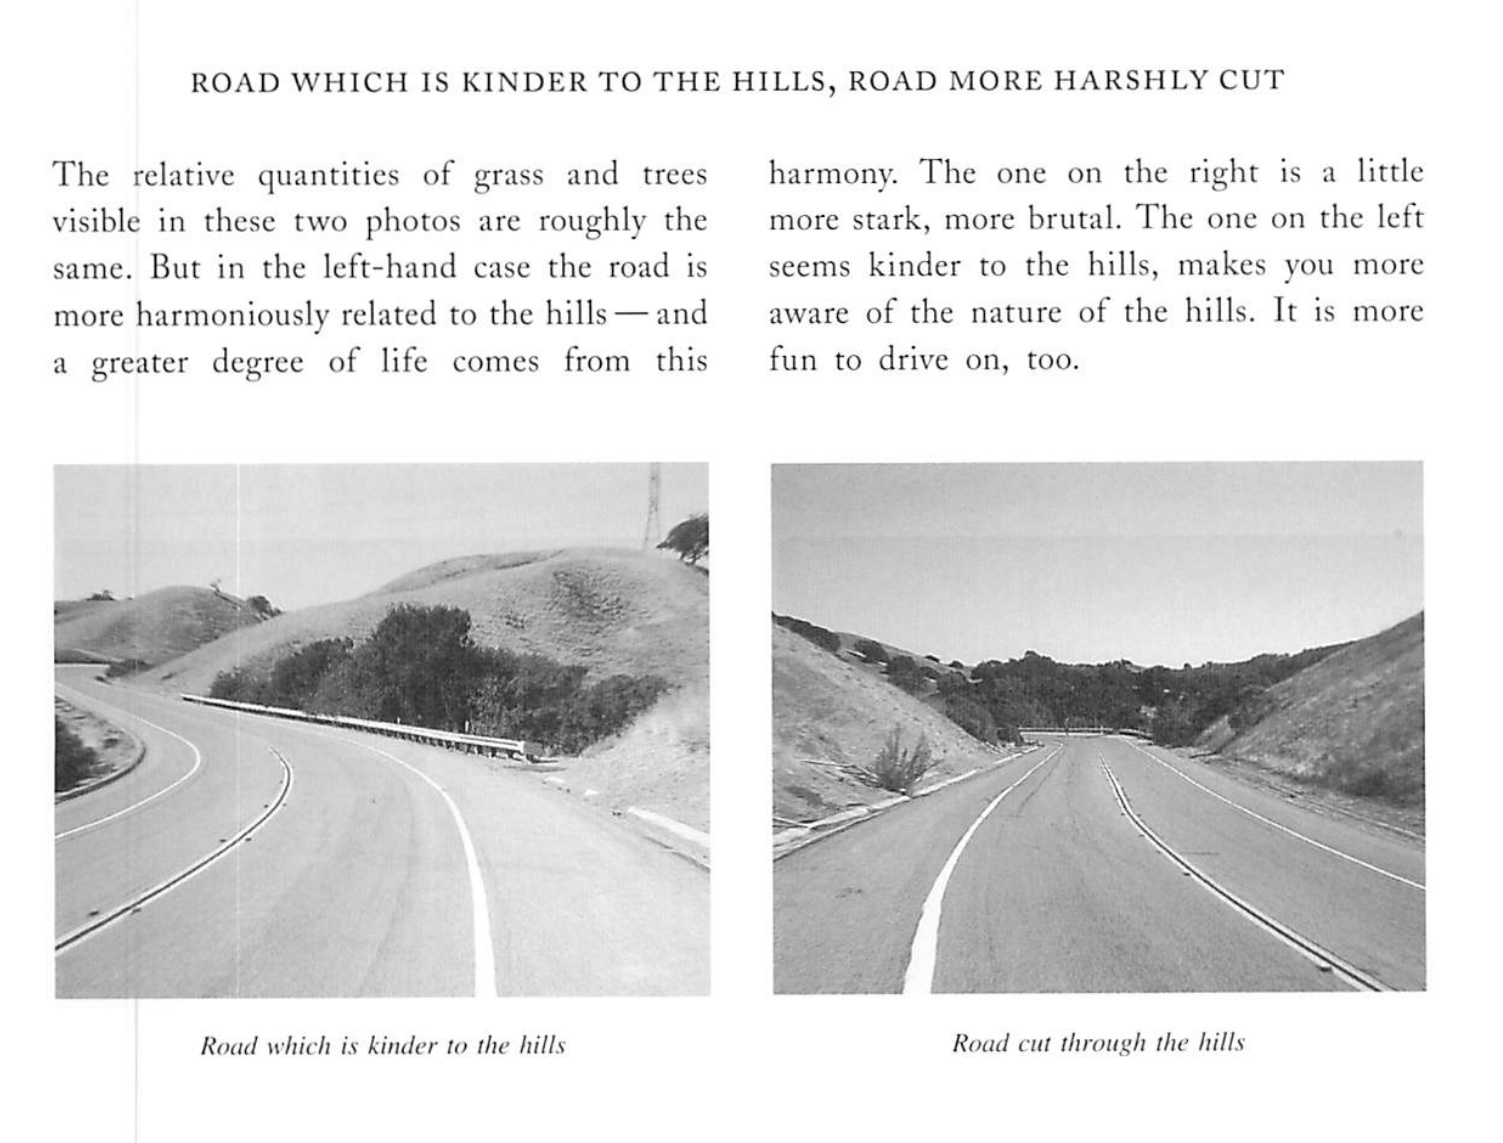 ROAD WHICH IS KINDER TO THE HILLS, ROAD MORE HARSHLY CUT
The relative quantities of grass and trees
visible in these two photos are roughly the
same. But in the left-hand case the road is
more harmoniously related to the hills — and
a greater degree of life comes from this
harmony. The one on the right is a little
more stark, more brutal. The one on the left
seems kinder to the hills, makes you more
aware of the nature of the hills. It is more
fun to drive on, too.
Road which is kinder to the hills
Road cut through the hills